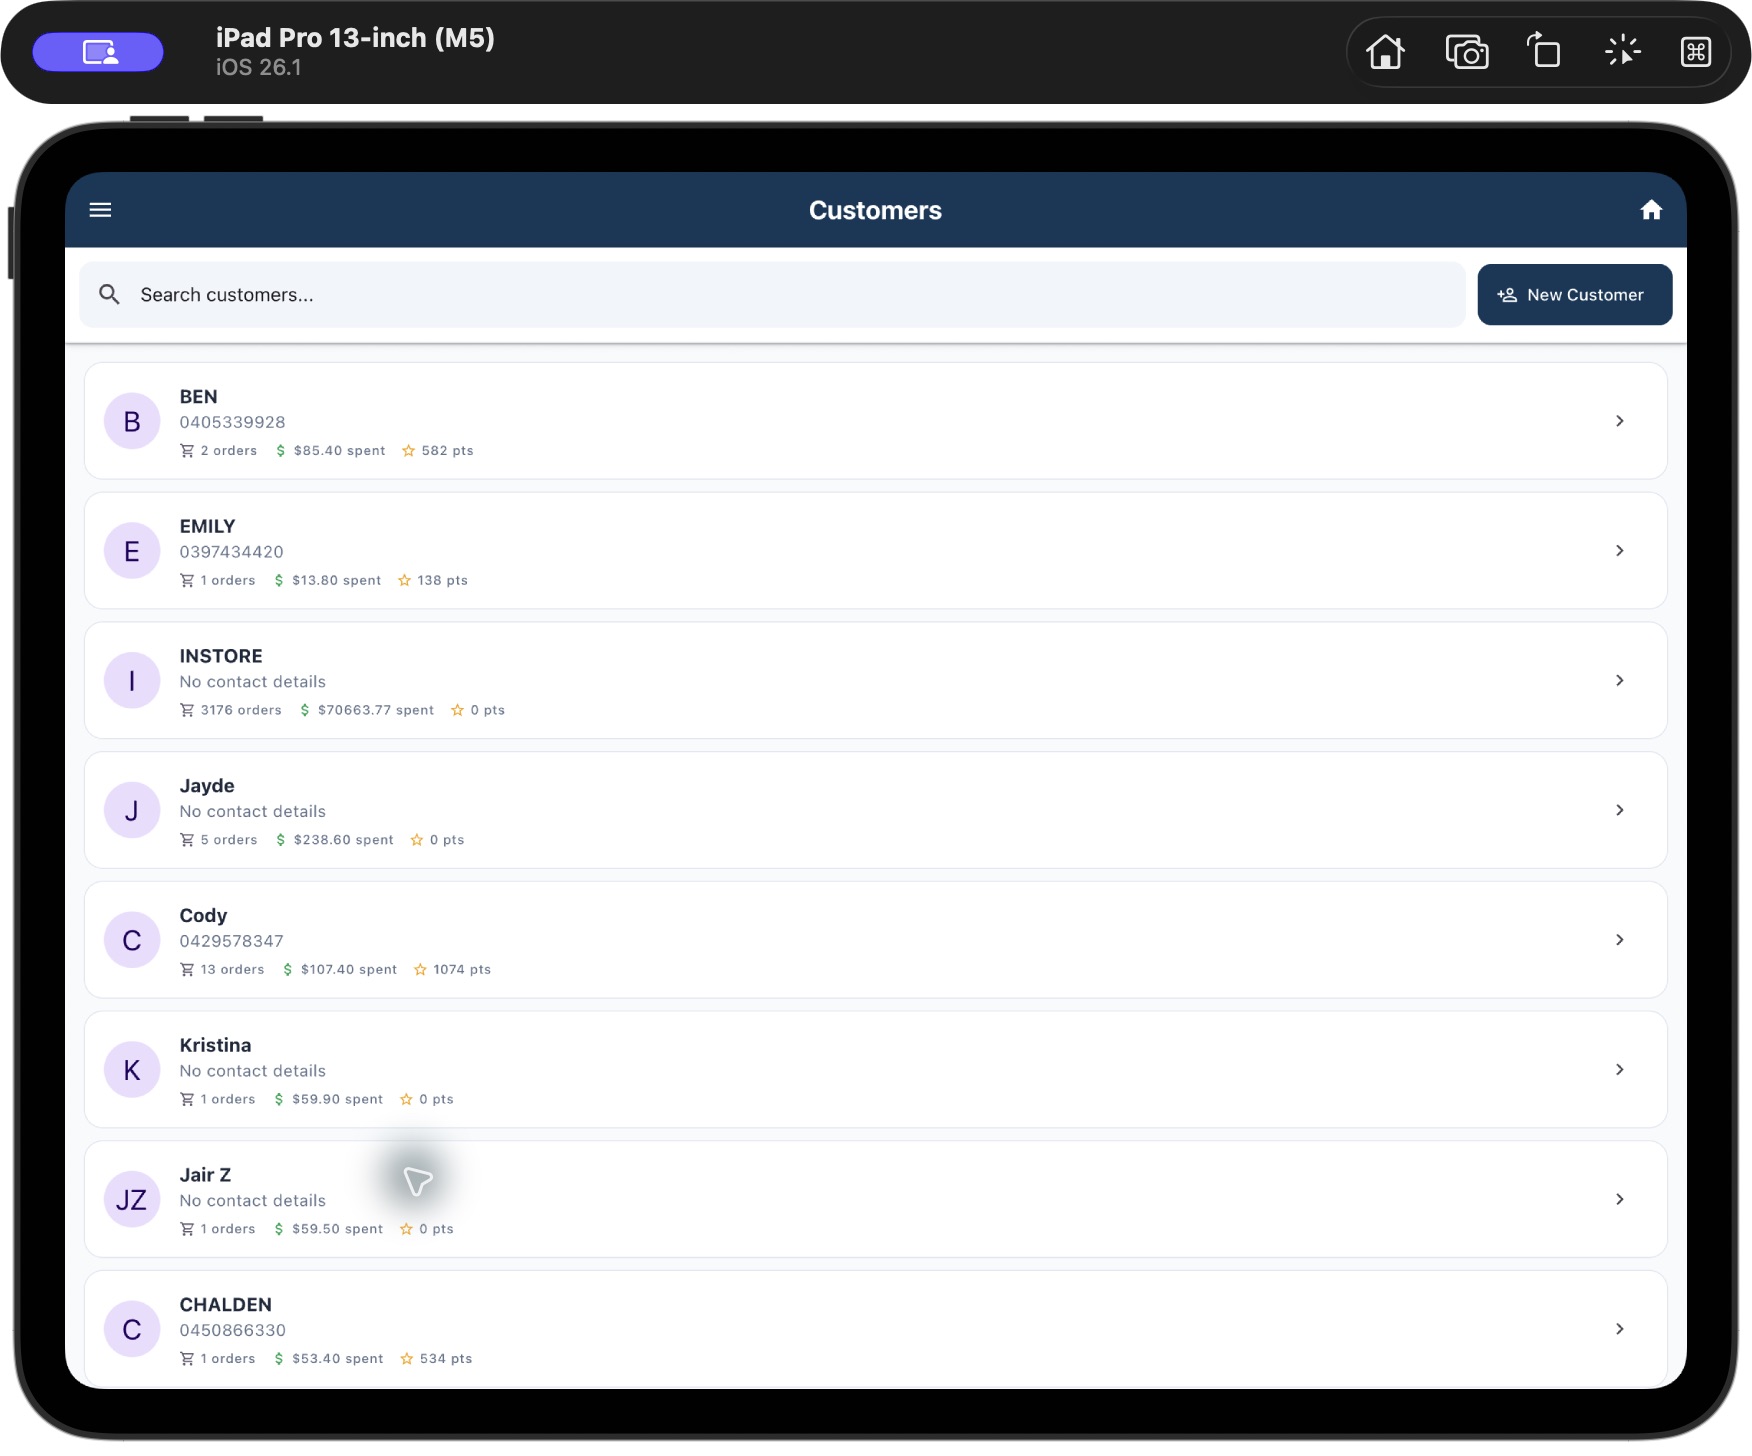 iPad Pro 13-inch (M5)
iOS 26.1
Customers
Search customers...
New Customer
B
BEN
0405339928
2 orders $ $85.40 spent 582 pts
E
EMILY
0397434420
1 orders $ $13.80 spent 138 pts
I
INSTORE
No contact details
3176 orders $ $70663.77 spent 0 pts
J
Jayde
No contact details
5 orders $ $238.60 spent 0 pts
C
Cody
0429578347
13 orders $ $107.40 spent 1074 pts
K
Kristina
No contact details
1 orders $ $59.90 spent 0 pts
JZ
Jair Z
No contact details
1 orders $ $59.50 spent 0 pts
C
CHALDEN
0450866330
1 orders $ $53.40 spent 534 pts